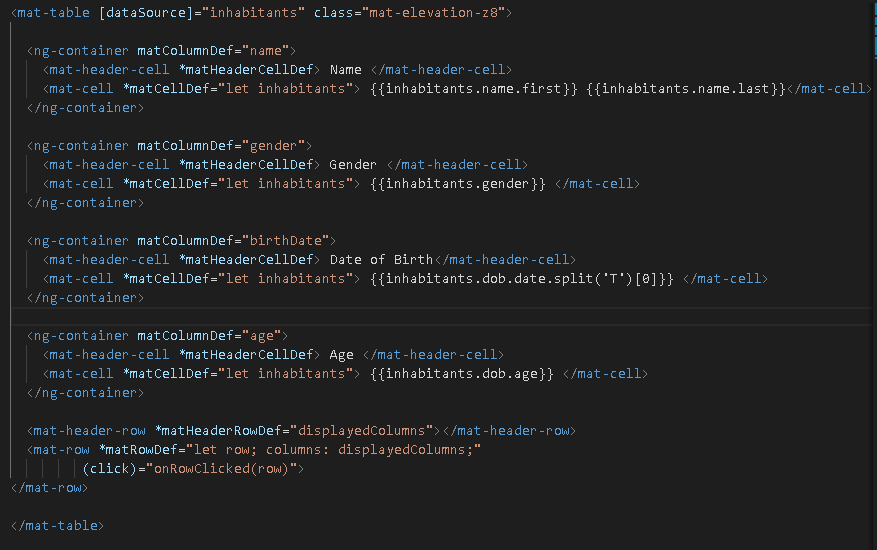 <mat-table [dataSource]="inhabitants" class="mat-elevation-z8">
<ng-container matColumnDef="name">
<mat-header-cell *matHeaderCellDef> Name </mat-header-cell>
<mat-cell *matCellDef="let inhabitants"> {{inhabitants.name.first}} {{inhabitants.name.last}}</mat-cell>
</ng-container>
<ng-container matColumnDef="gender">
<mat-header-cell *matHeaderCellDef> Gender </mat-header-cell>
<mat-cell *matCellDef="let inhabitants"> {{inhabitants.gender}} </mat-cell>
</ng-container>
<ng-container matColumnDef="birthDate">
<mat-header-cell *matHeaderCellDef> Date of Birth</mat-header-cell>
<mat-cell *matCellDef="let inhabitants"> {{inhabitants.dob.date.split('T')[0]}} </mat-cell>
</ng-container>
<ng-container matColumnDef="age">
<mat-header-cell *matHeaderCellDef> Age </mat-header-cell>
<mat-cell *matCellDef="let inhabitants"> {{inhabitants.dob.age}} </mat-cell>
</ng-container>
<mat-header-row *matHeaderRowDef="displayedColumns"></mat-header-row>
<mat-row *matRowDef="let row; columns: displayedColumns;"
(click)="onRowClicked(row)">
</mat-row>
</mat-table>